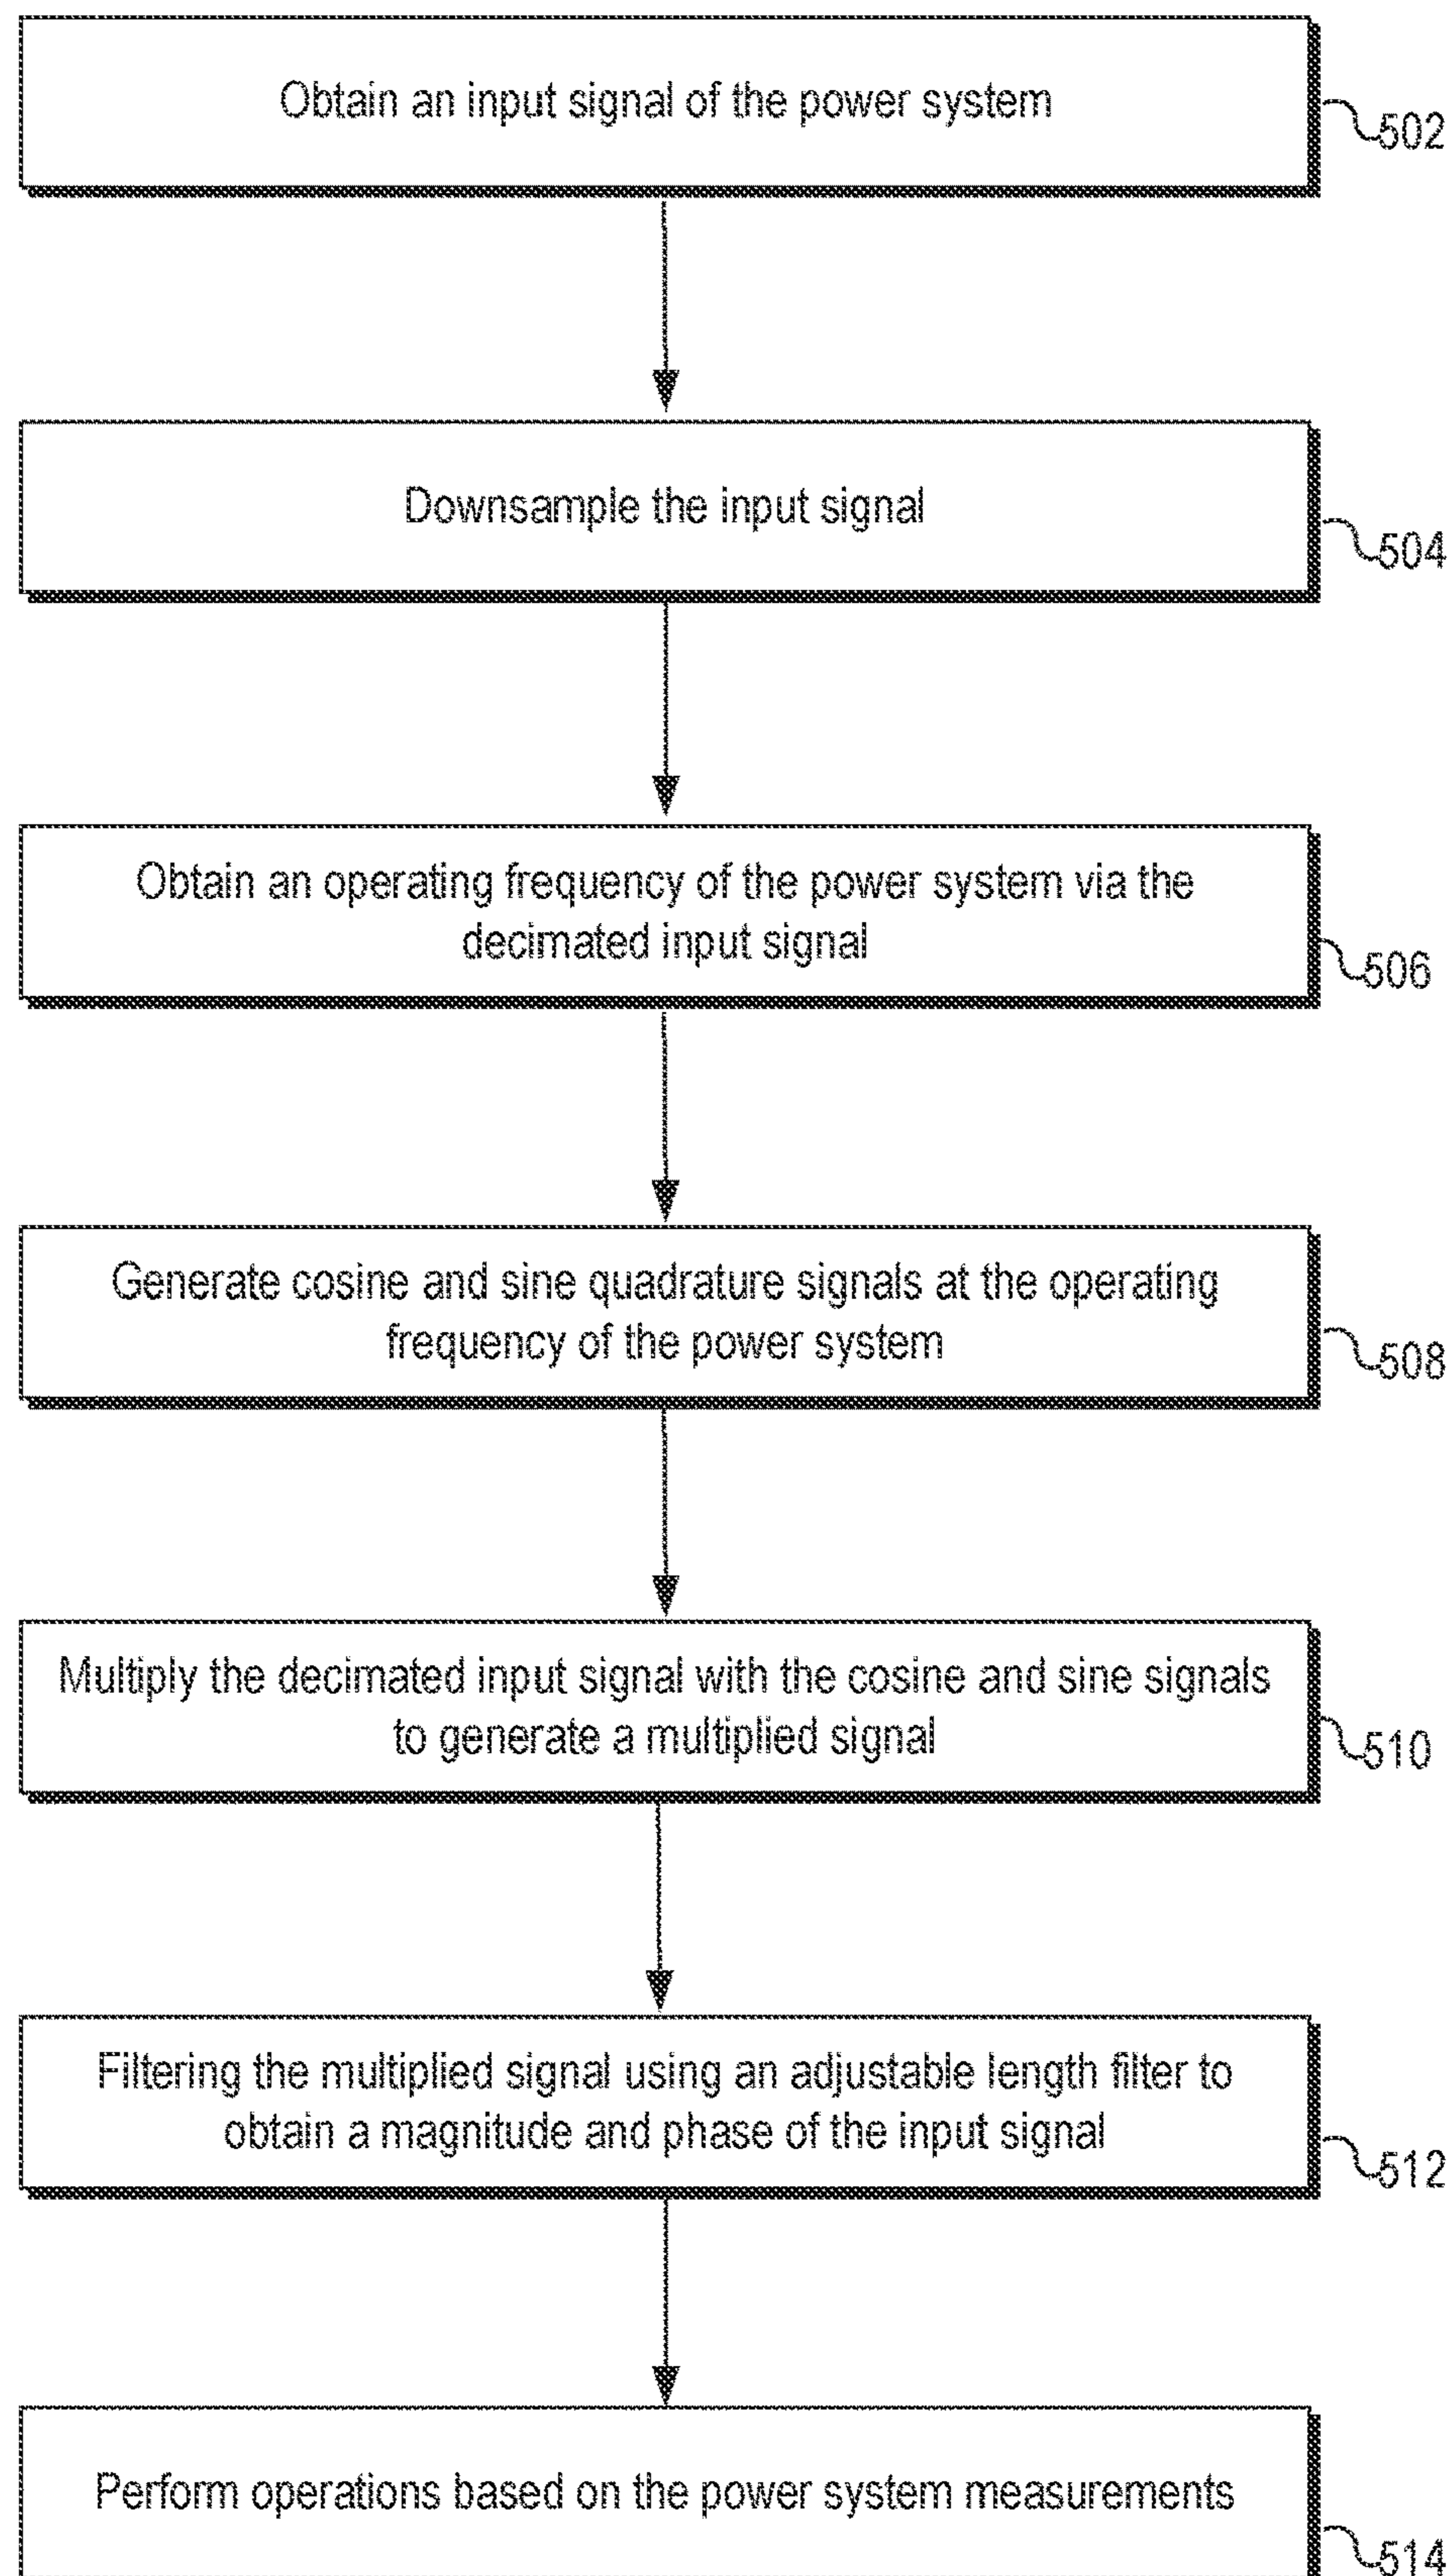 Obtain an input signal of the power system
502
Downsample the input signal
504
Obtain an operating frequency of the power system via the
decimated input signal
506
Generate cosine and sine quadrature signals at the operating
frequency of the power system
508
Multiply the decimated input signal with the cosine and sine signals
to generate a multiplied signal
510
Filtering the multiplied signal using an adjustable length filter to
obtain a magnitude and phase of the input signal
512
Perform operations based on the power system measurements
514